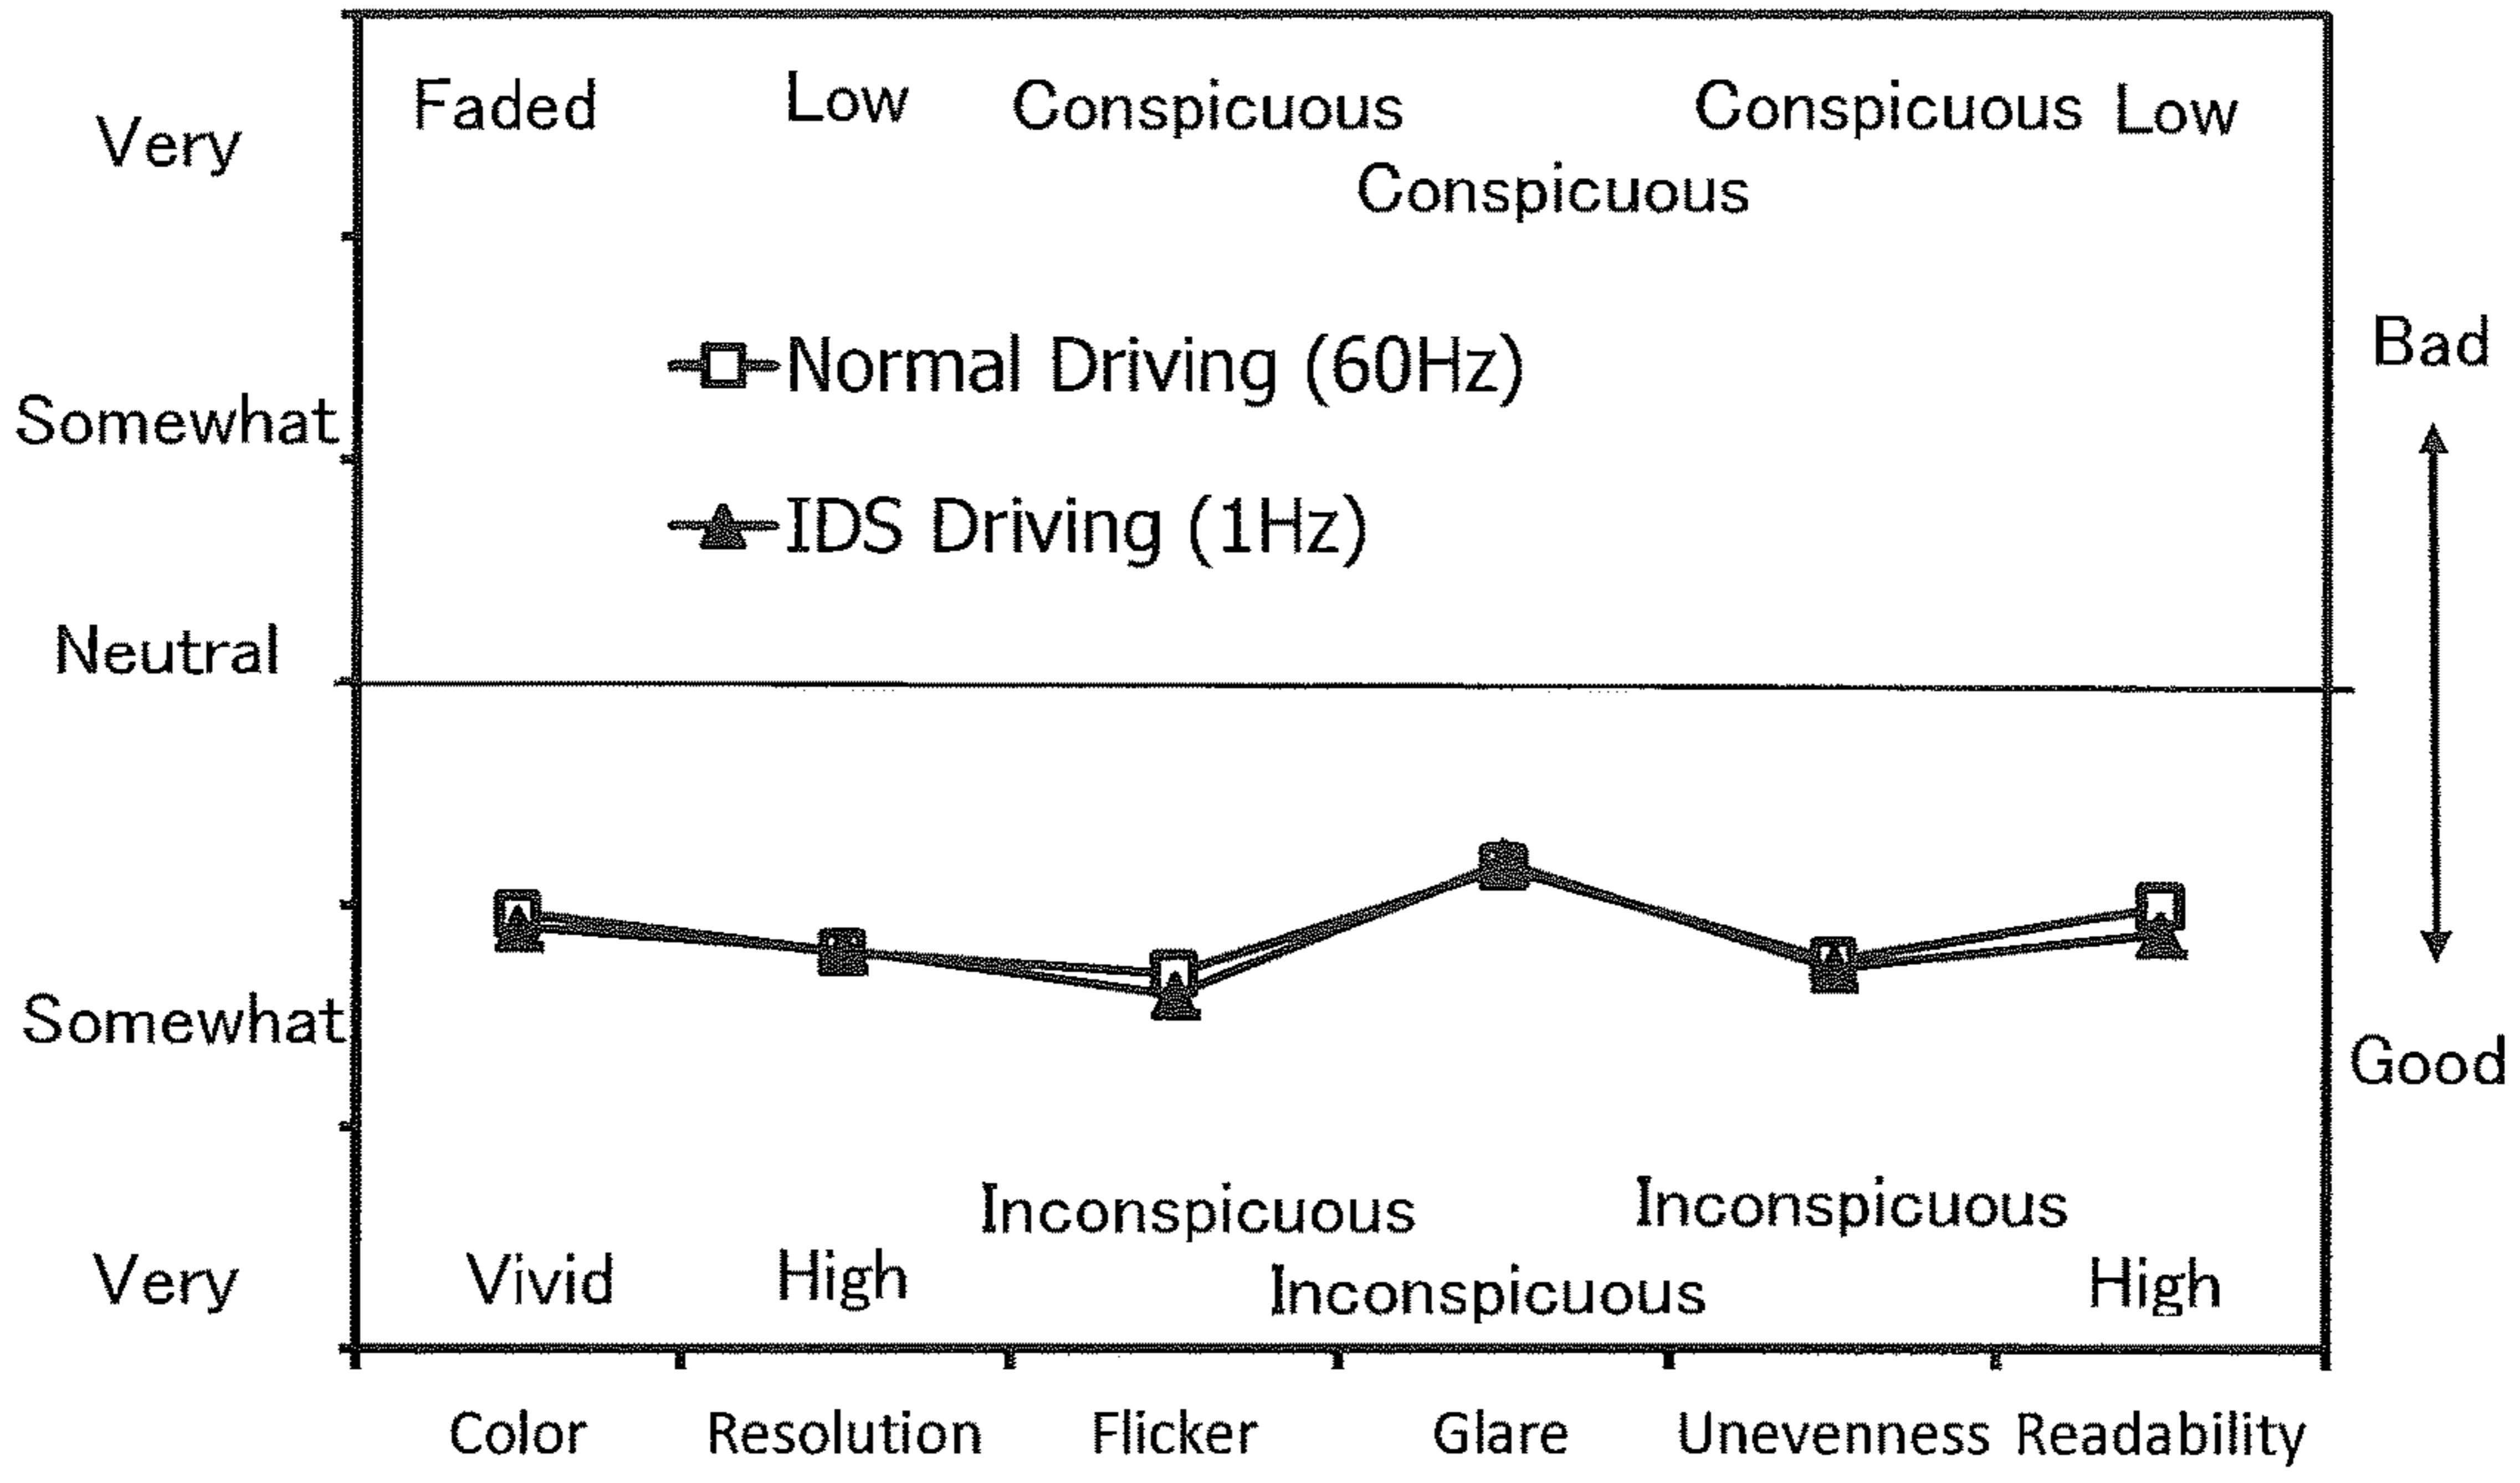 Very
Faded
Low
Conspicuous
Conspicuous
Conspicuous
Low
Normal Driving (60Hz)
Bad
Somewhat
IDS Driving (1Hz)
Neutral
Somewhat
Good
Inconspicuous
Inconspicuous
Very
Vivid
High
Inconspicuous
High
Color
Resolution
Flicker
Glare
Unevenness
Readability